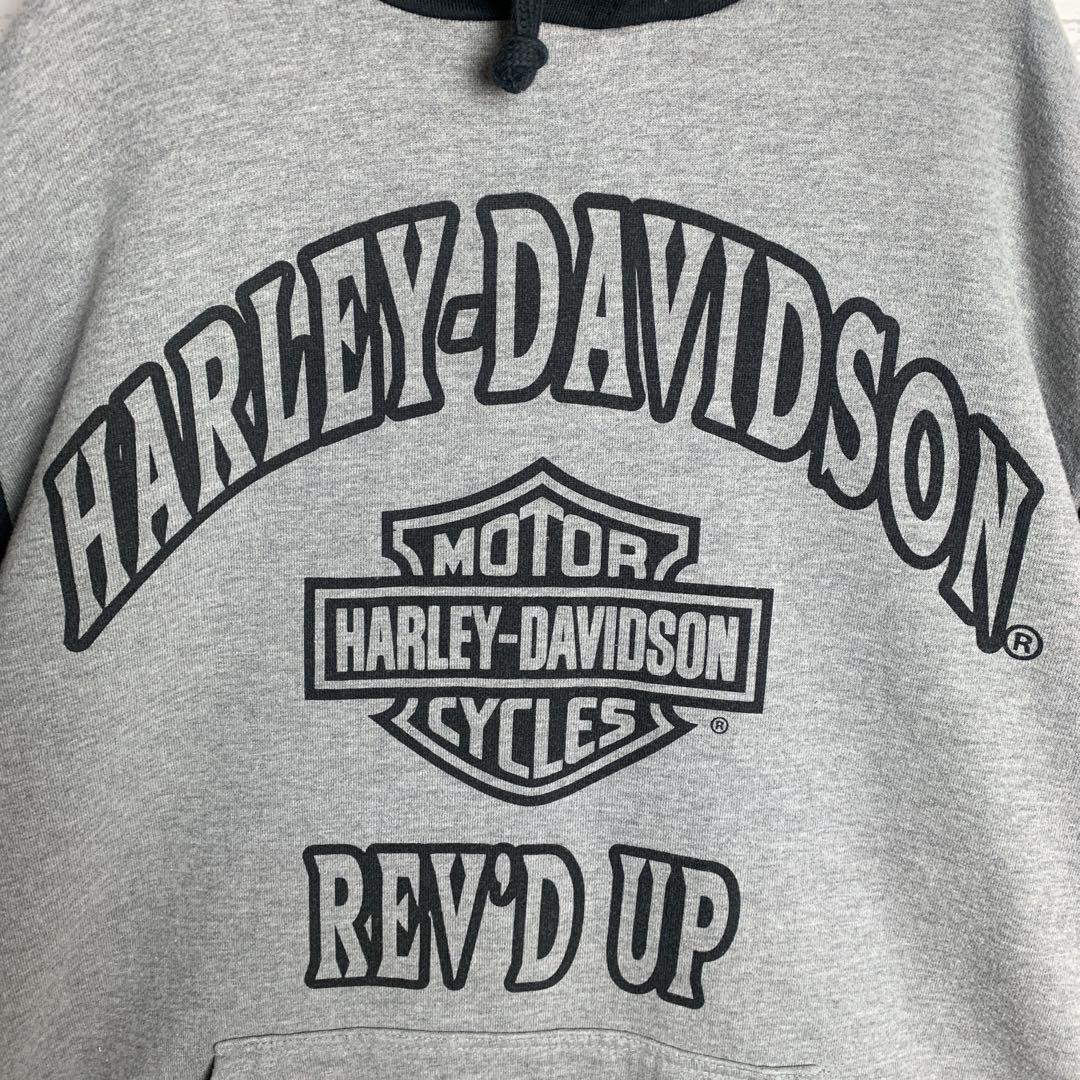 HARLEY-DAVIDSON®
MOTOR
HARLEY-DAVIDSON
CYCLES ®
REV'D UP